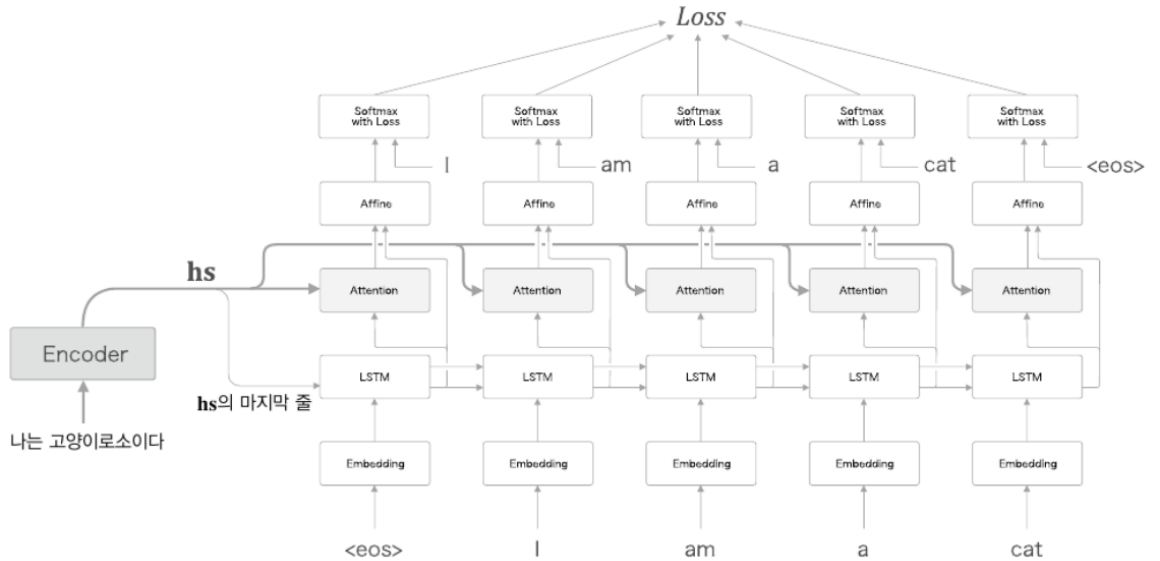 Loss
Softmax with Loss
Softmax with Loss
Softmax with Loss
Softmax with Loss
Softmax with Loss
I
am
a
cat
<eos>
Affine
Affine
Affine
Affine
Affine
hs
Attention
Attention
Attention
Attention
Attention
Encoder
LSTM
LSTM
LSTM
LSTM
LSTM
hs의 마지막 줄
나는 고양이로소이다
Embedding
Embedding
Embedding
Embedding
Embedding
<eos>
I
am
a
cat